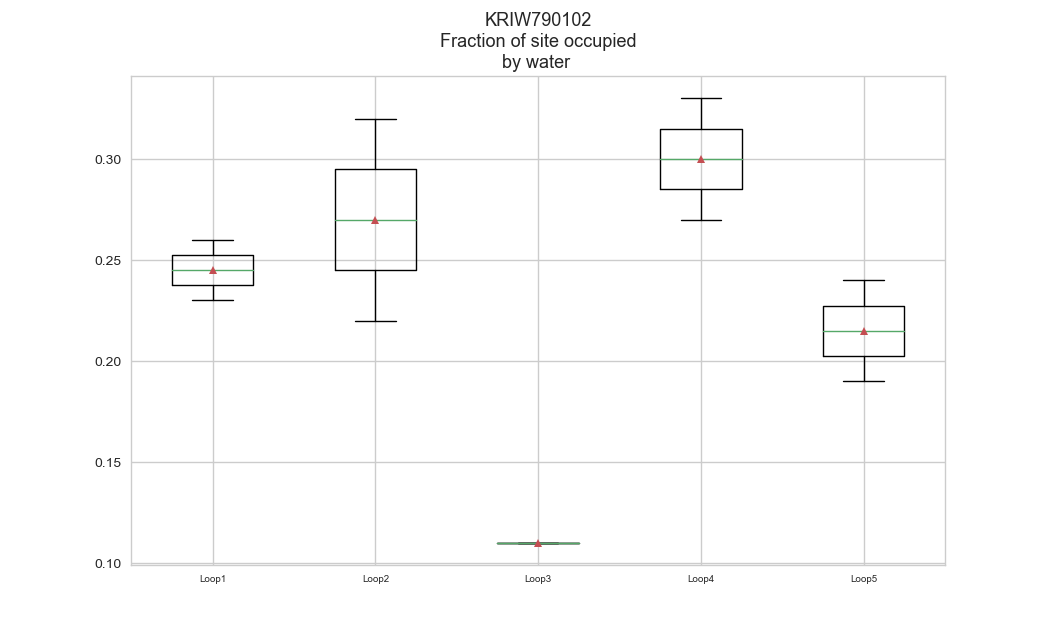 KRIW790102
Fraction of site occupied
by water
0.30
0.25
0.20
0.15
0.10
Loop1
Loop2
Loop3
Loop4
Loop5